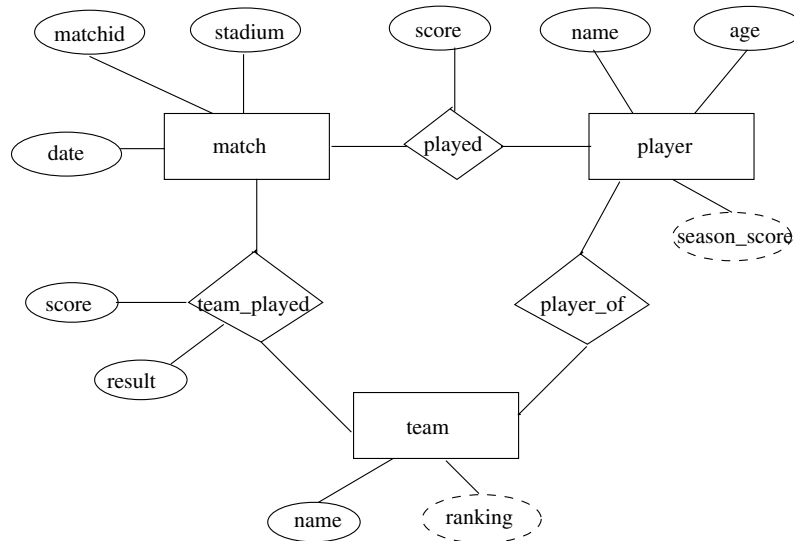 matchid
stadium
score
name
age
date
match
played
player
season_score
score
team_played
player_of
result
team
name
ranking